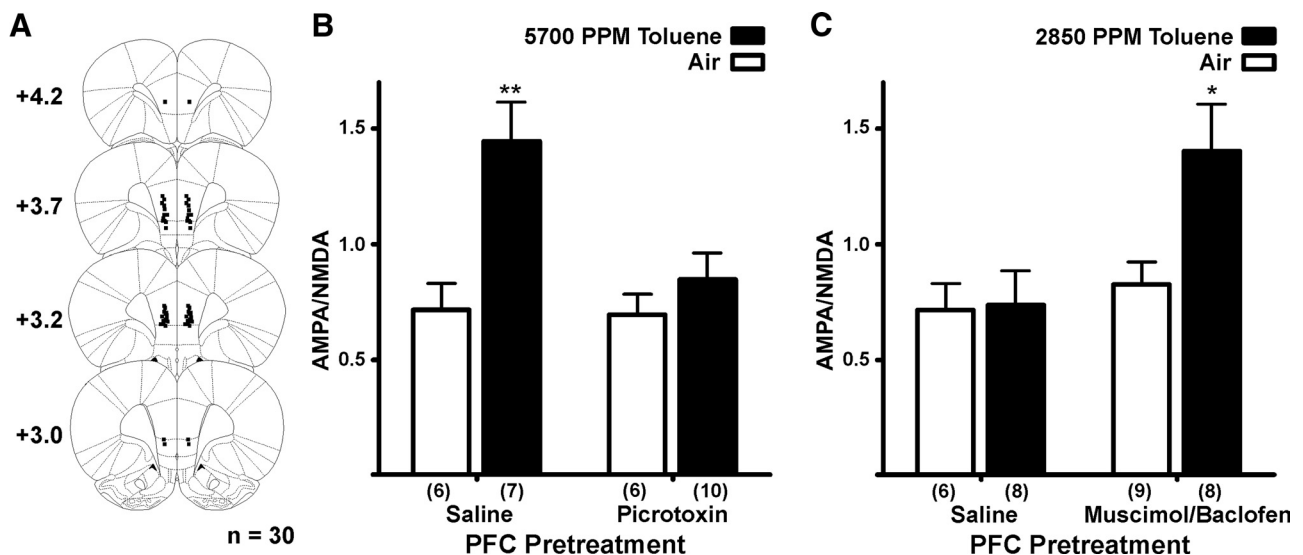 A
+4.2
+3.7
+3.2
+3.0
n = 30
B
5700 PPM Toluene
Air
AMPA/NMDA
1.5
1.0
0.5
**
(6) (7) (6) (10)
Saline Picrotoxin
PFC Pretreatment
C
2850 PPM Toluene
Air
AMPA/NMDA
1.5
1.0
0.5
*
(6) (8) (9) (8)
Saline Muscimol/Baclofen
PFC Pretreatment